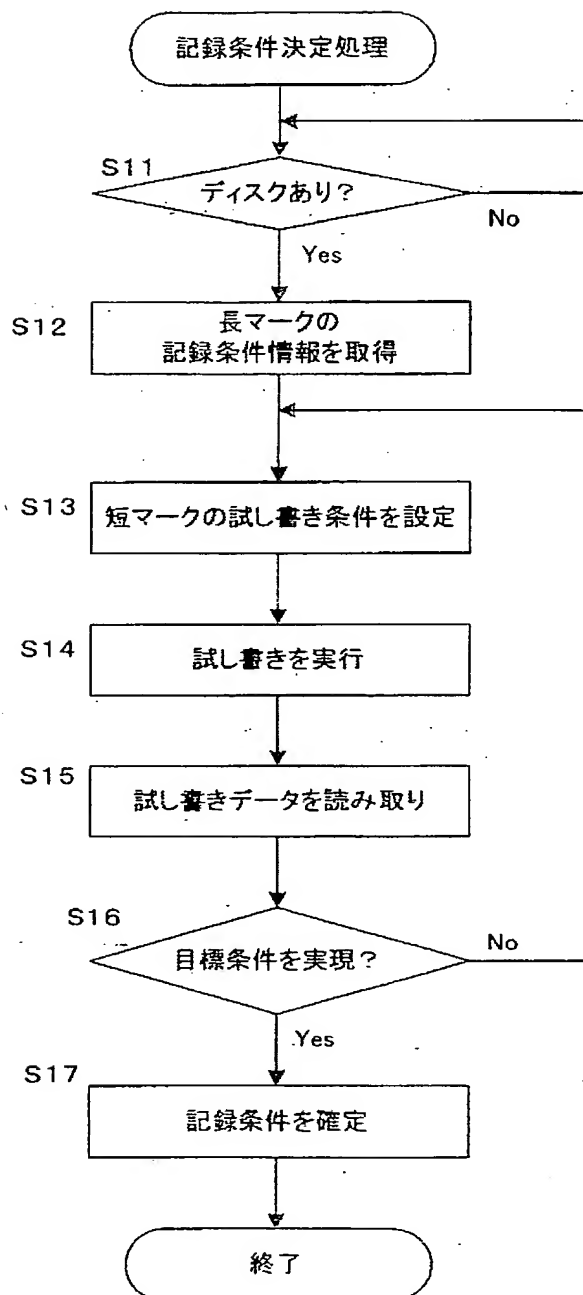 記録条件決定処理
S11
ディスクあり？
No
Yes
S12
長マークの
記録条件情報を取得
S13
短マークの試し書き条件を設定
S14
試し書きを実行
S15
試し書きデータを読み取り
S16
目標条件を実現？
No
Yes
S17
記録条件を確定
終了